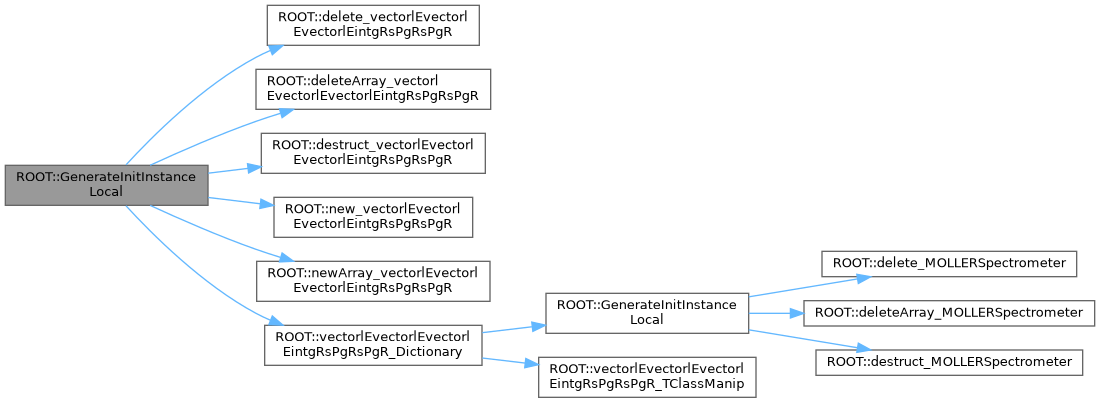 ROOT::delete_vectorlEvectorl
EvectorlEintgRsPgRsPgR
ROOT::deleteArray_vectorl
EvectorlEvectorlEintgRsPgRsPgR
ROOT::destruct_vectorlEvectorl
EvectorlEintgRsPgRsPgR
ROOT::GenerateInitInstance
Local
ROOT::new_vectorlEvectorl
EvectorlEintgRsPgRsPgR
ROOT::newArray_vectorlEvectorl
EvectorlEintgRsPgRsPgR
ROOT::vectorlEvectorlEvectorl
EintgRsPgRsPgR_Dictionary
ROOT::GenerateInitInstance
Local
ROOT::vectorlEvectorlEvectorl
EintgRsPgRsPgR_TClassManip
ROOT::delete_MOLLERSpectrometer
ROOT::deleteArray_MOLLERSpectrometer
ROOT::destruct_MOLLERSpectrometer